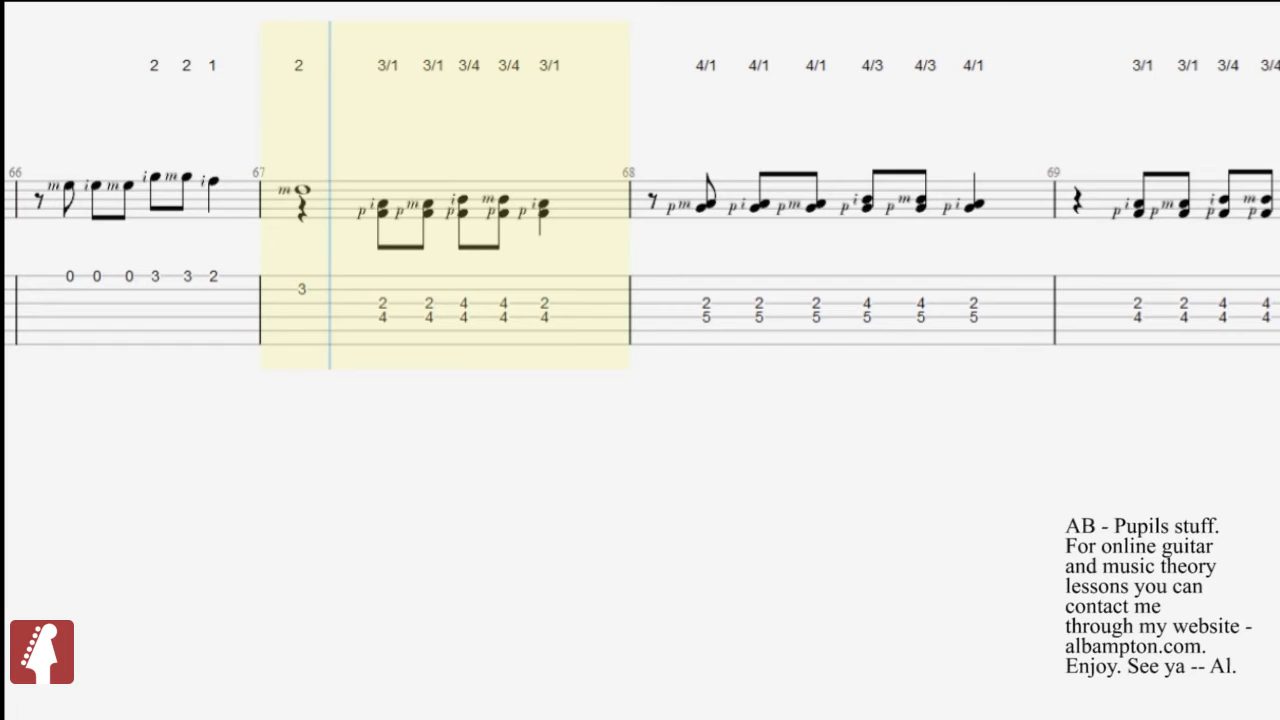 2 2 1 2 3/1 3/1 3/4 3/4 3/1 4/1 4/1 4/1 4/3 4/3 4/1 3/1 3/1 3/4 3/4
66 67 68 69
m i m i m i m p i p m p i p m p i p m p i p m p i p m p i p i p m p i p m
0 0 0 3 3 2 3 2 2 4 4 2 2 2 2 4 4 2 2 2 4 4
4 4 4 4 4 5 5 5 5 5 5 4 4 4 4
AB - Pupils stuff.
For online guitar
and music theory
lessons you can
contact me
through my website -
albampton.com.
Enjoy. See ya -- Al.